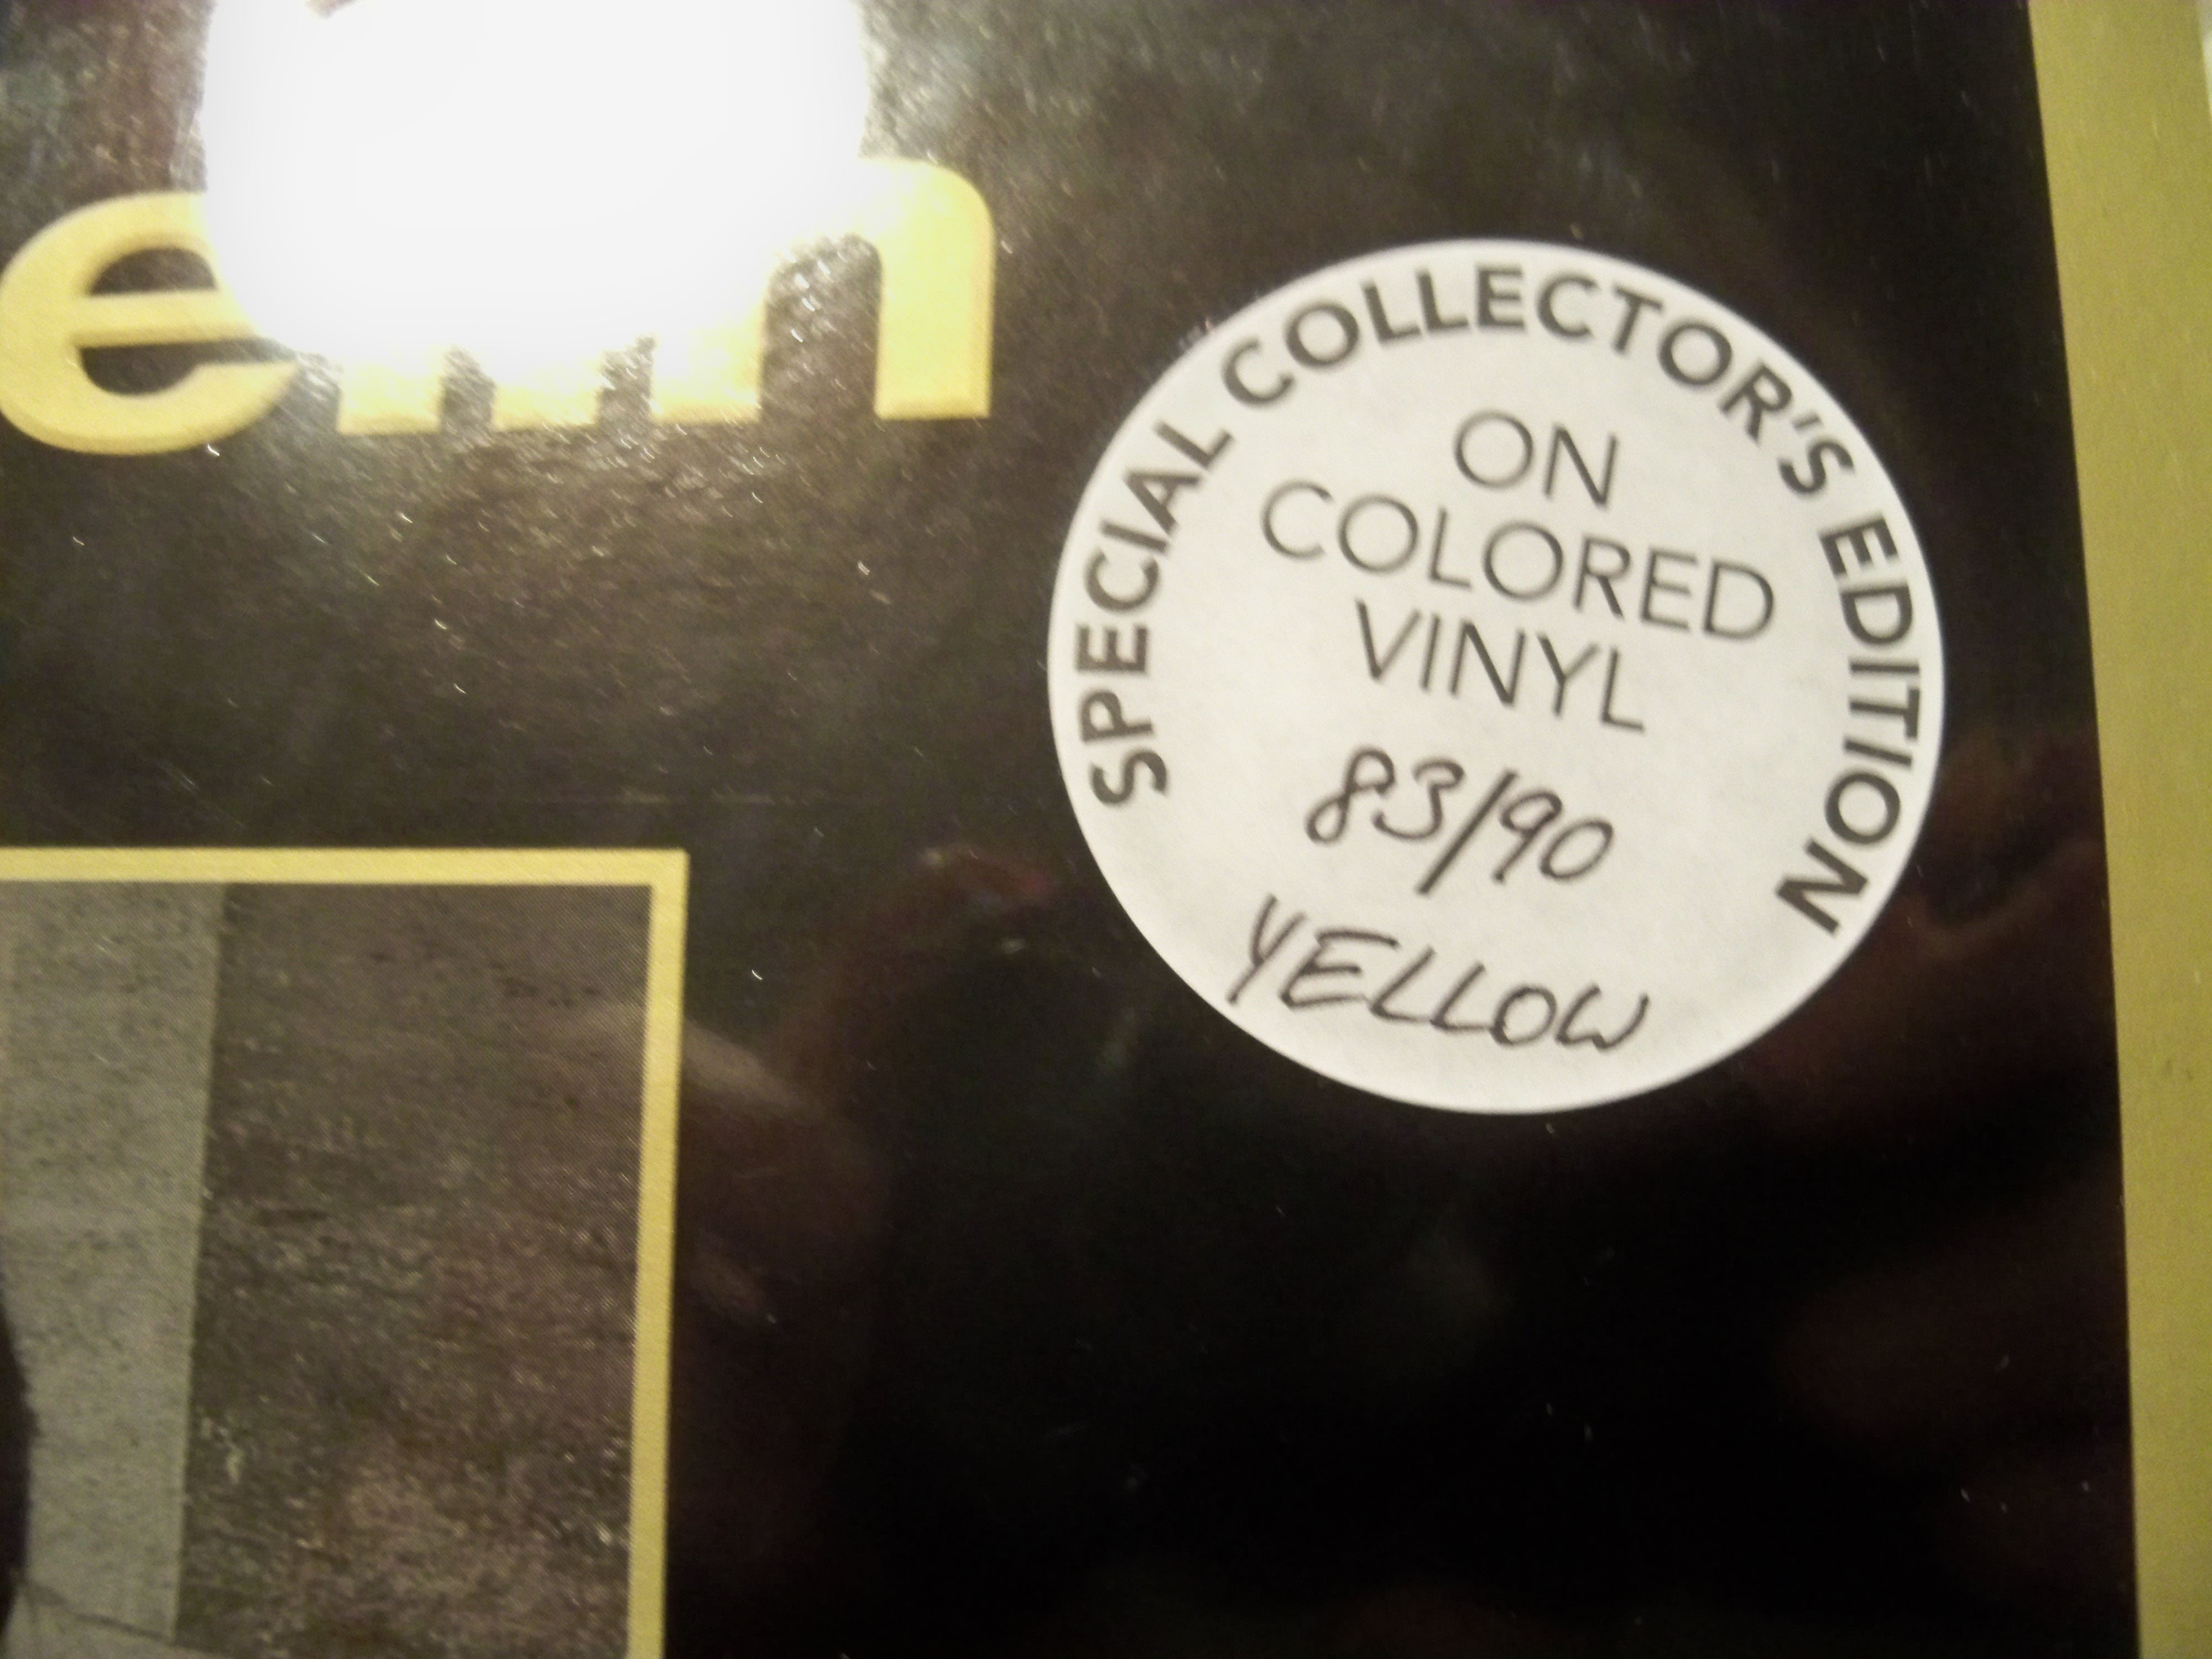 SPECIAL COLLECTOR'S EDITION
ON
COLORED
VINYL
83/90
YELLOW